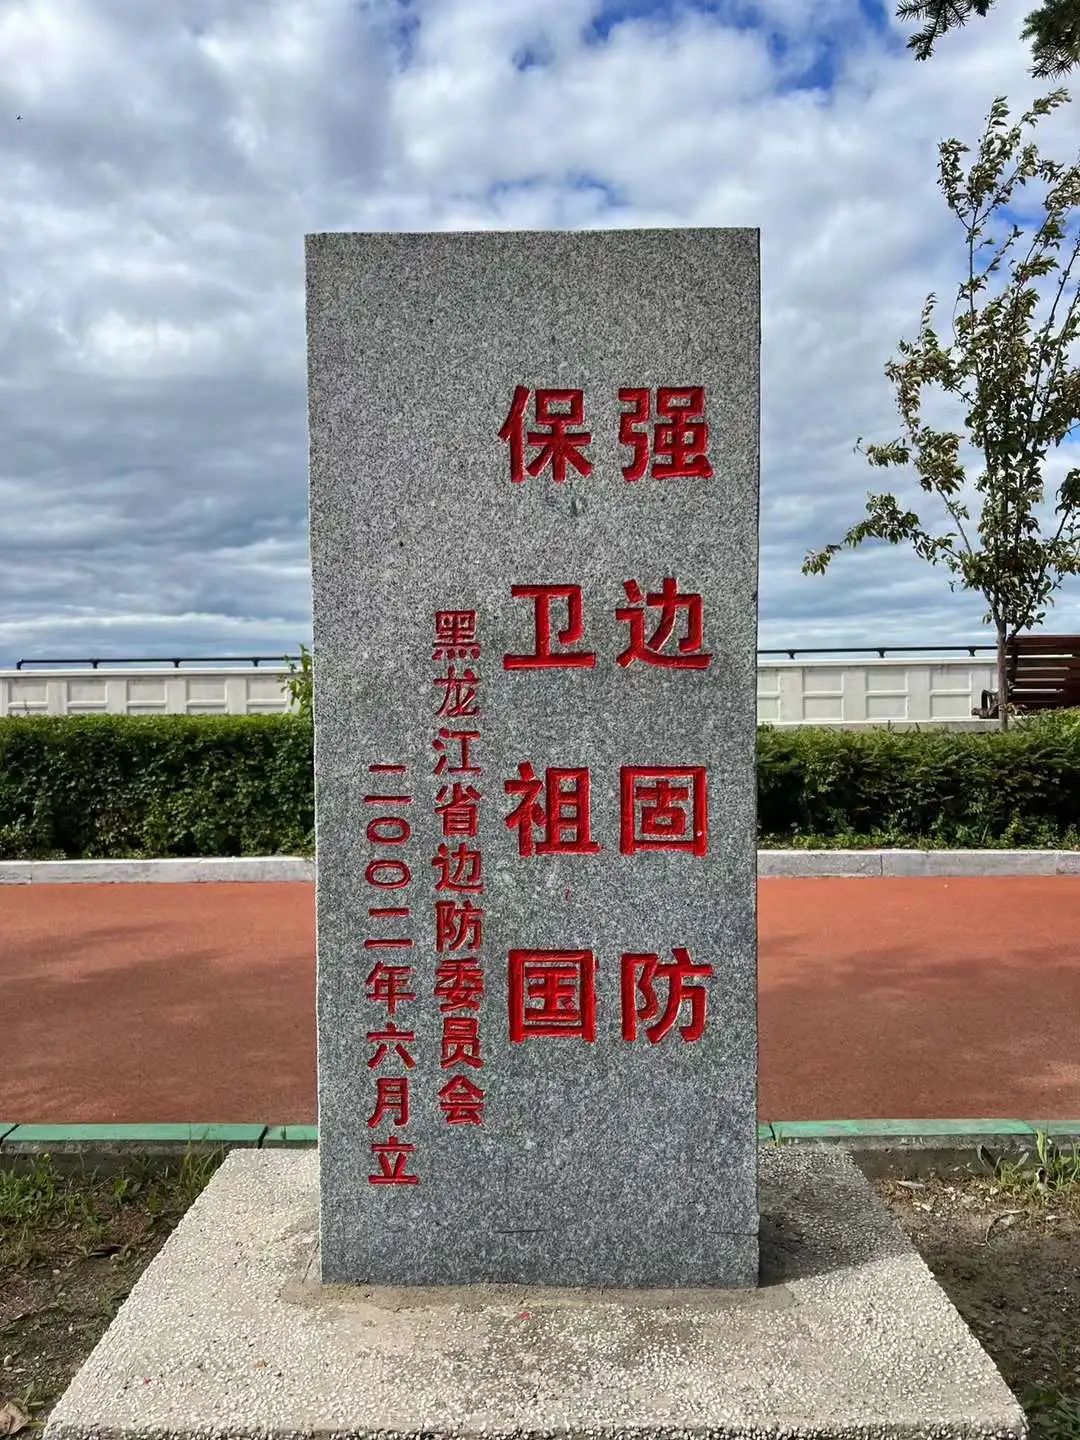 强边固防
保卫祖国
黑龙江省边防委员会
二〇〇二年六月立